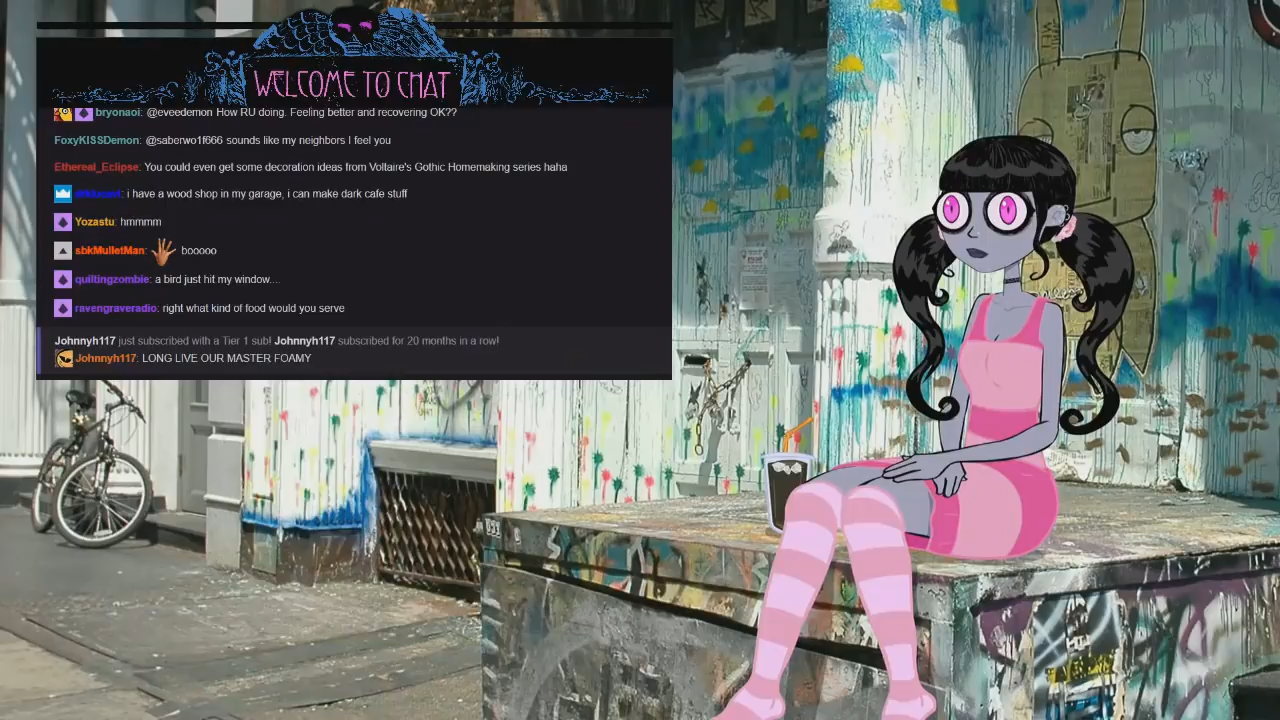 WELCOME TO CHAT
bryonaoi: @eveedemon How RU doing. Feeling better and recovering OK??
FoxyKISSDemon: @saberwo1f666 sounds like my neighbors I feel you
Ethereal_Eclipse: You could even get some decoration ideas from Voltaire's Gothic Homemaking series haha
i have a wood shop in my garage, i can make dark cafe stuff
Yozastu: hmmmm
sbkMulletMan: booooo
quiltingzombie: a bird just hit my window....
ravengraveradio: right what kind of food would you serve
Johnnyh117 just subscribed with a Tier 1 sub! Johnnyh117 subscribed for 20 months in a row!
Johnnyh117: LONG LIVE OUR MASTER FOAMY